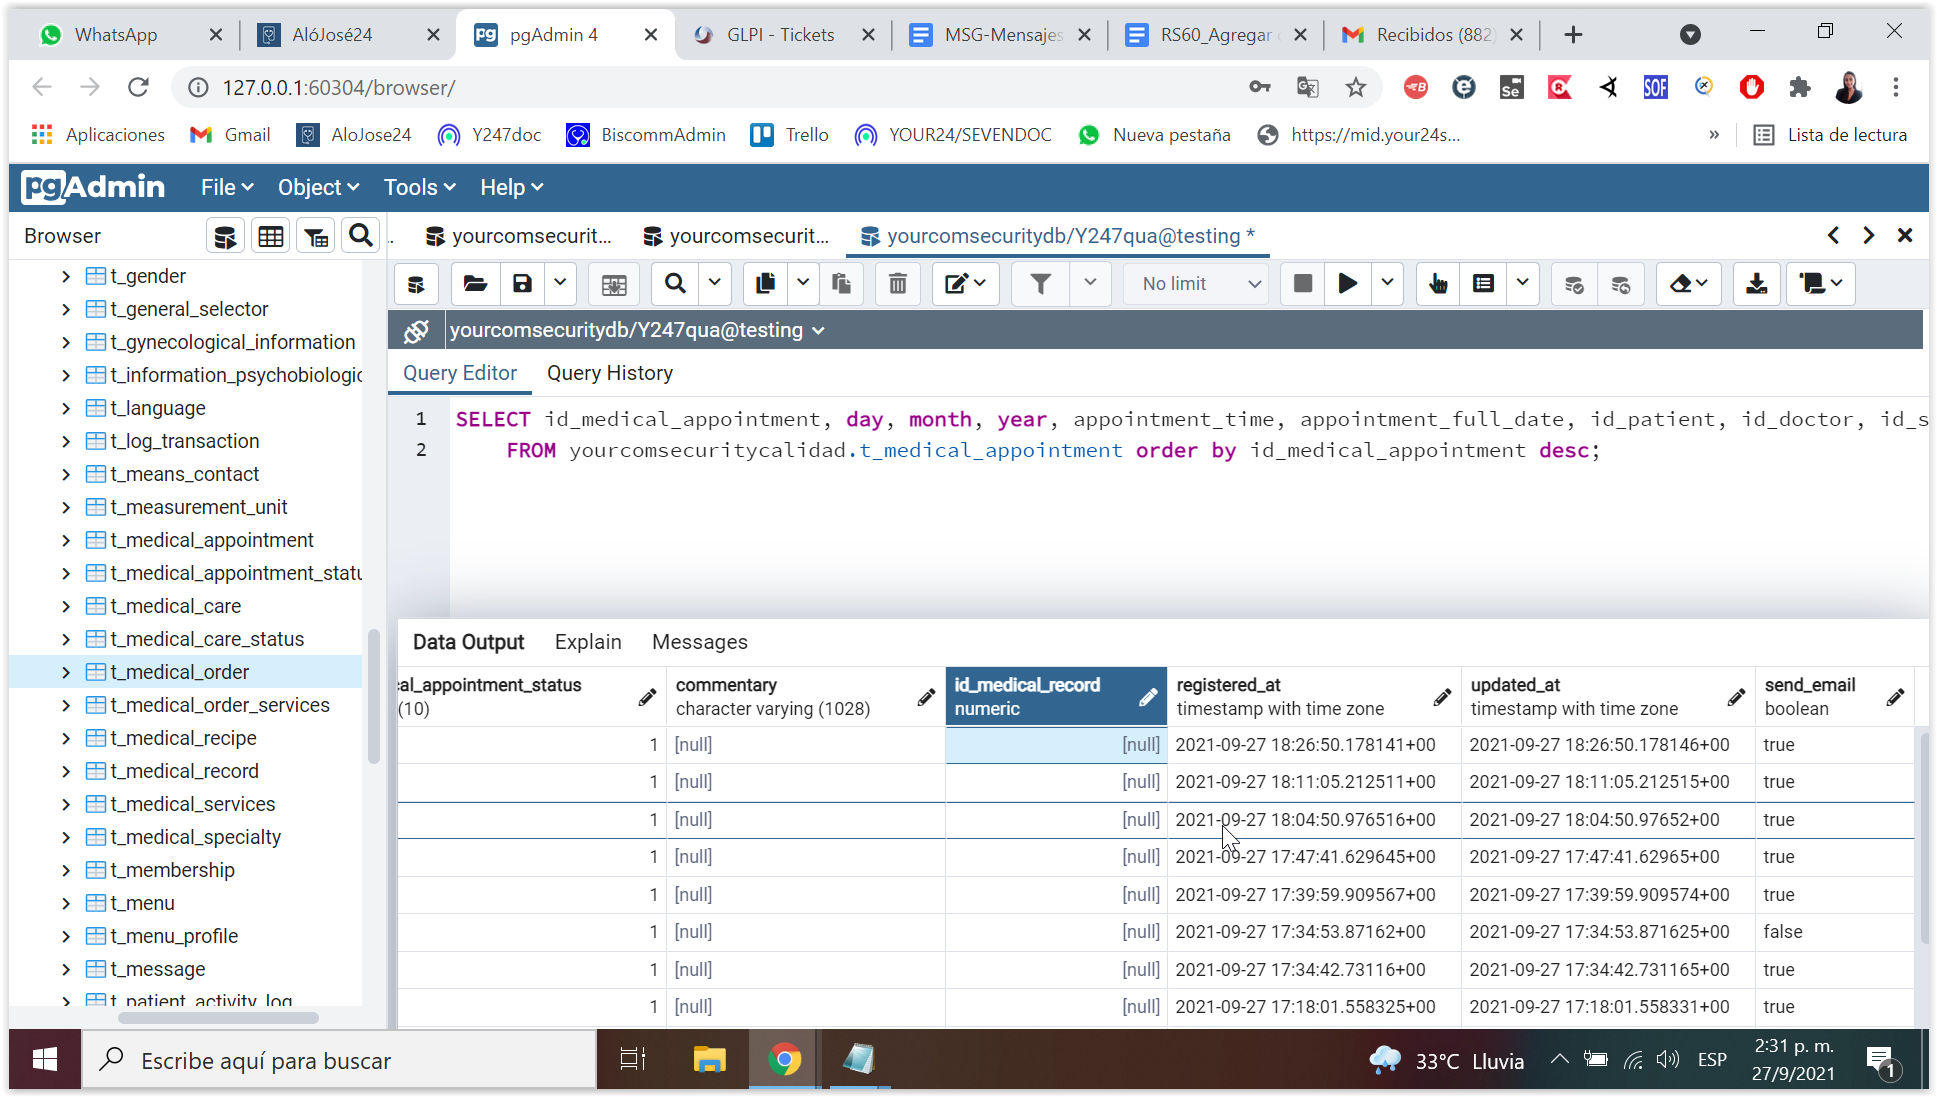 WhatsApp
AlóJosé24
pgAdmin 4
GLPI - Tickets
MSG-Mensajes
RS60_Agregar
Recibidos (882)
127.0.0.1:60304/browser/
Aplicaciones
Gmail
AloJose24
Y247doc
BiscommAdmin
Trello
YOUR24/SEVENDOC
Nueva pestaña
https://mid.your24s...
»
Lista de lectura
pgAdmin
File
Object
Tools
Help
Browser
yourcomsecurit...
yourcomsecurit...
yourcomsecuritydb/Y247qua@testing *
No limit
yourcomsecuritydb/Y247qua@testing
Query Editor
Query History
1 SELECT id_medical_appointment, day, month, year, appointment_time, appointment_full_date, id_patient, id_doctor, id_s
2 FROM yourcomsecuritycalidad.t_medical_appointment order by id_medical_appointment desc;
t_gender
t_general_selector
t_gynecological_information
t_information_psychobiologic
t_language
t_log_transaction
t_means_contact
t_measurement_unit
t_medical_appointment
t_medical_appointment_statu
t_medical_care
t_medical_care_status
t_medical_order
t_medical_order_services
t_medical_recipe
t_medical_record
t_medical_services
t_medical_specialty
t_membership
t_menu
t_menu_profile
t_message
t_patient_activity_log
Data Output
Explain
Messages
cal_appointment_status commentary id_medical_record registered_at updated_at send_email
(10) character varying (1028) numeric timestamp with time zone timestamp with time zone boolean
1 [null] [null] 2021-09-27 18:26:50.178141+00 2021-09-27 18:26:50.178146+00 true
1 [null] [null] 2021-09-27 18:11:05.212511+00 2021-09-27 18:11:05.212515+00 true
1 [null] [null] 2021-09-27 18:04:50.976516+00 2021-09-27 18:04:50.97652+00 true
1 [null] [null] 2021-09-27 17:47:41.629645+00 2021-09-27 17:47:41.62965+00 true
1 [null] [null] 2021-09-27 17:39:59.909567+00 2021-09-27 17:39:59.909574+00 true
1 [null] [null] 2021-09-27 17:34:53.87162+00 2021-09-27 17:34:53.871625+00 false
1 [null] [null] 2021-09-27 17:34:42.73116+00 2021-09-27 17:34:42.731165+00 true
1 [null] [null] 2021-09-27 17:18:01.558325+00 2021-09-27 17:18:01.558331+00 true
Escribe aquí para buscar
33°C Lluvia
ESP
2:31 p. m.
27/9/2021
1